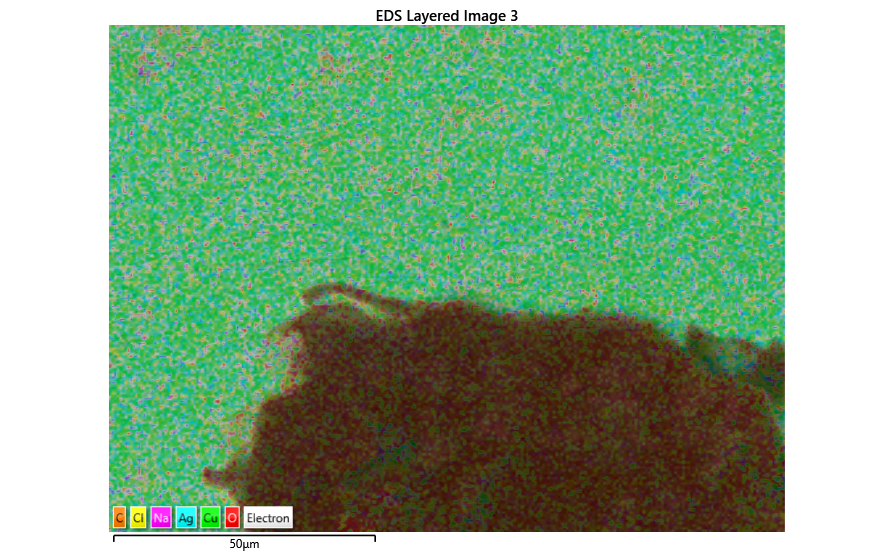 EDS Layered Image 3
C Cl Na Ag Cu O Electron
50μm